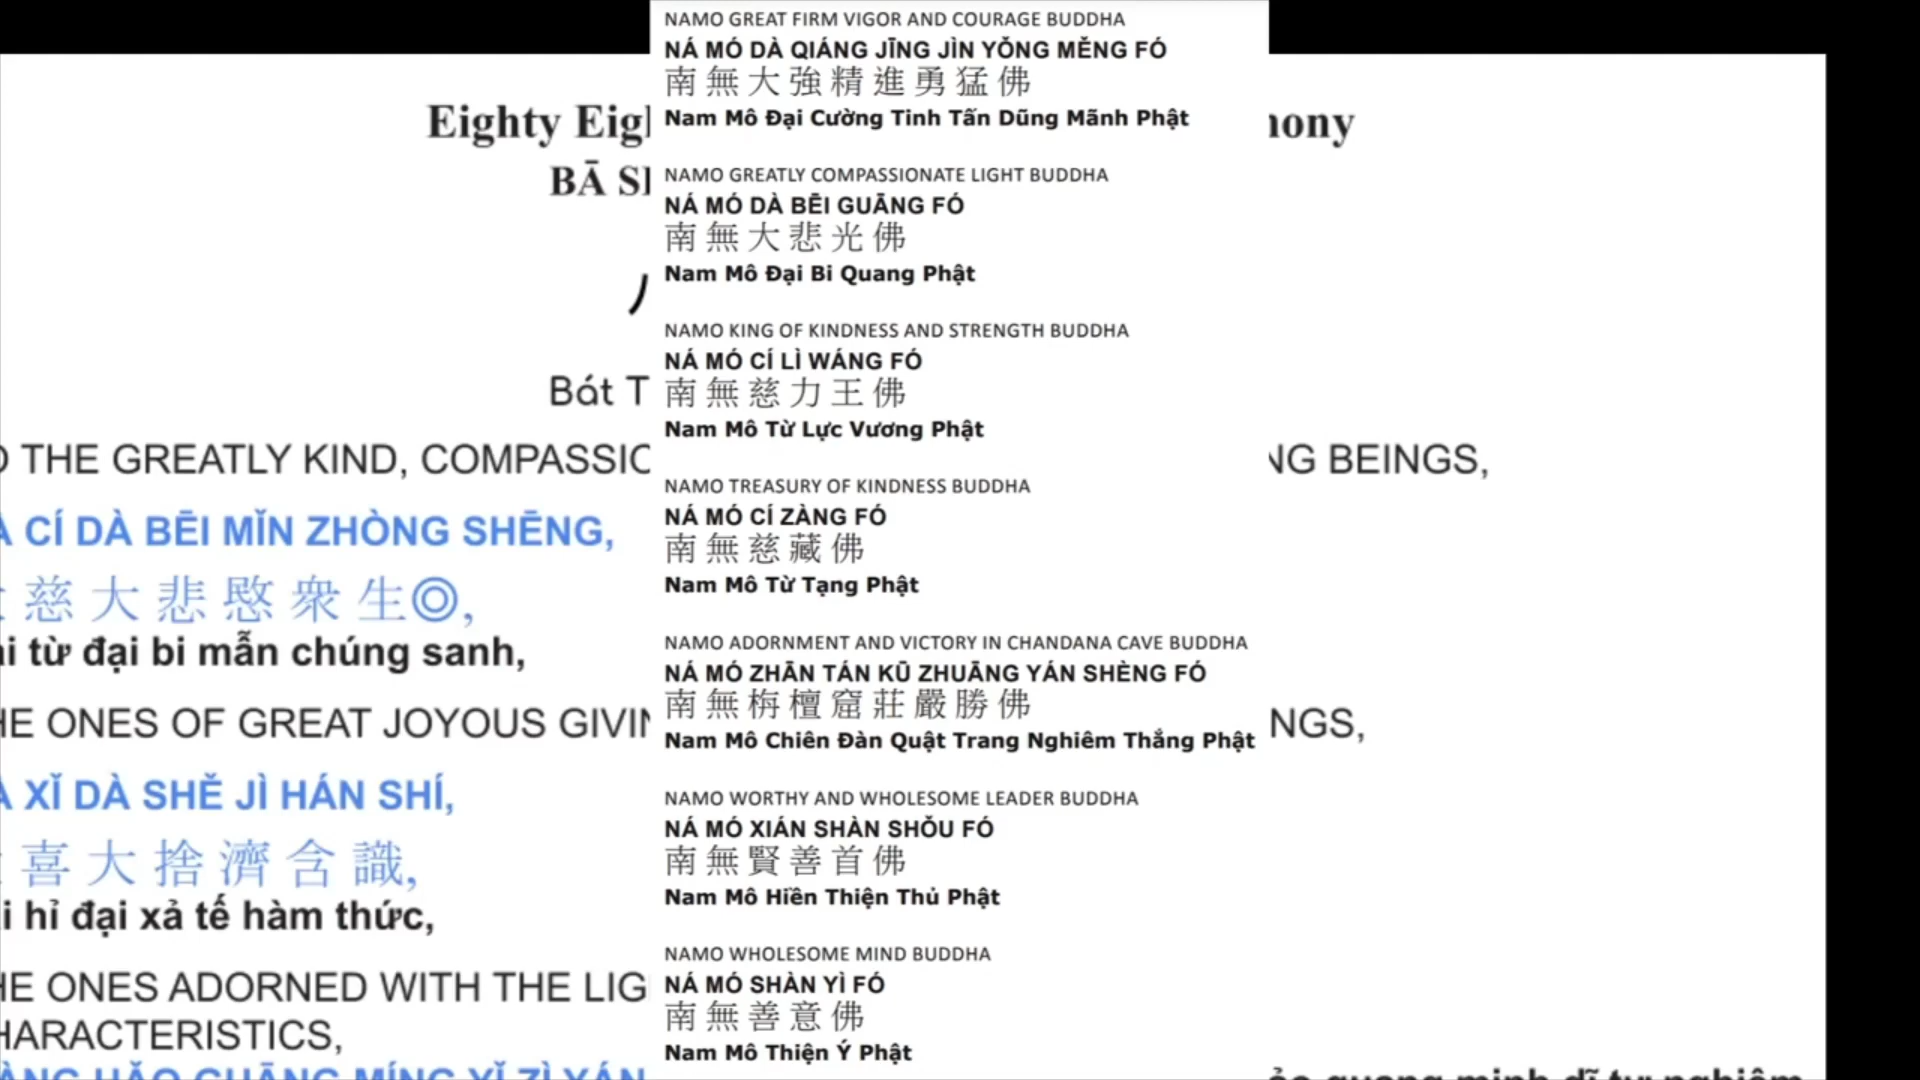 NAMO GREAT FIRM VIGOR AND COURAGE BUDDHA
NÁ MÓ DÀ QIÁNG JĪNG JÌN YǑNG MĚNG FÓ
南無大強精進勇猛佛
Nam Mô Đại Cường Tinh Tấn Dũng Mãnh Phật
NAMO GREATLY COMPASSIONATE LIGHT BUDDHA
NÁ MÓ DÀ BĒI GUĀNG FÓ
南無大悲光佛
Nam Mô Đại Bi Quang Phật
NAMO KING OF KINDNESS AND STRENGTH BUDDHA
NÁ MÓ CÍ LÌ WÁNG FÓ
南無慈力王佛
Nam Mô Từ Lực Vương Phật
NAMO TREASURY OF KINDNESS BUDDHA
NÁ MÓ CÍ ZÀNG FÓ
南無慈藏佛
Nam Mô Từ Tạng Phật
NAMO ADORNMENT AND VICTORY IN CHANDANA CAVE BUDDHA
NÁ MÓ ZHĀN TÁN KŪ ZHUĀNG YÁN SHÈNG FÓ
南無栴檀窟莊嚴勝佛
Nam Mô Chiên Đàn Quật Trang Nghiêm Thắng Phật
NAMO WORTHY AND WHOLESOME LEADER BUDDHA
NÁ MÓ XIÁN SHÀN SHǑU FÓ
南無賢善首佛
Nam Mô Hiền Thiện Thủ Phật
NAMO WHOLESOME MIND BUDDHA
NÁ MÓ SHÀN YÌ FÓ
南無善意佛
Nam Mô Thiện Ý Phật
Eighty
BĀ
Bát
THE GREATLY KIND, BEINGS,
CÍ DÀ BĒI MǏN ZHÒNG SHĒNG,
慈大悲愍衆生◎,
từ đại bi mẫn chúng sanh,
ONES OF GREAT JOYOUS
XǏ DÀ SHĚ JÌ HÁN SHÍ,
喜大捨濟含識,
hỉ đại xả tế hàm thức,
ONES ADORNED WITH THE